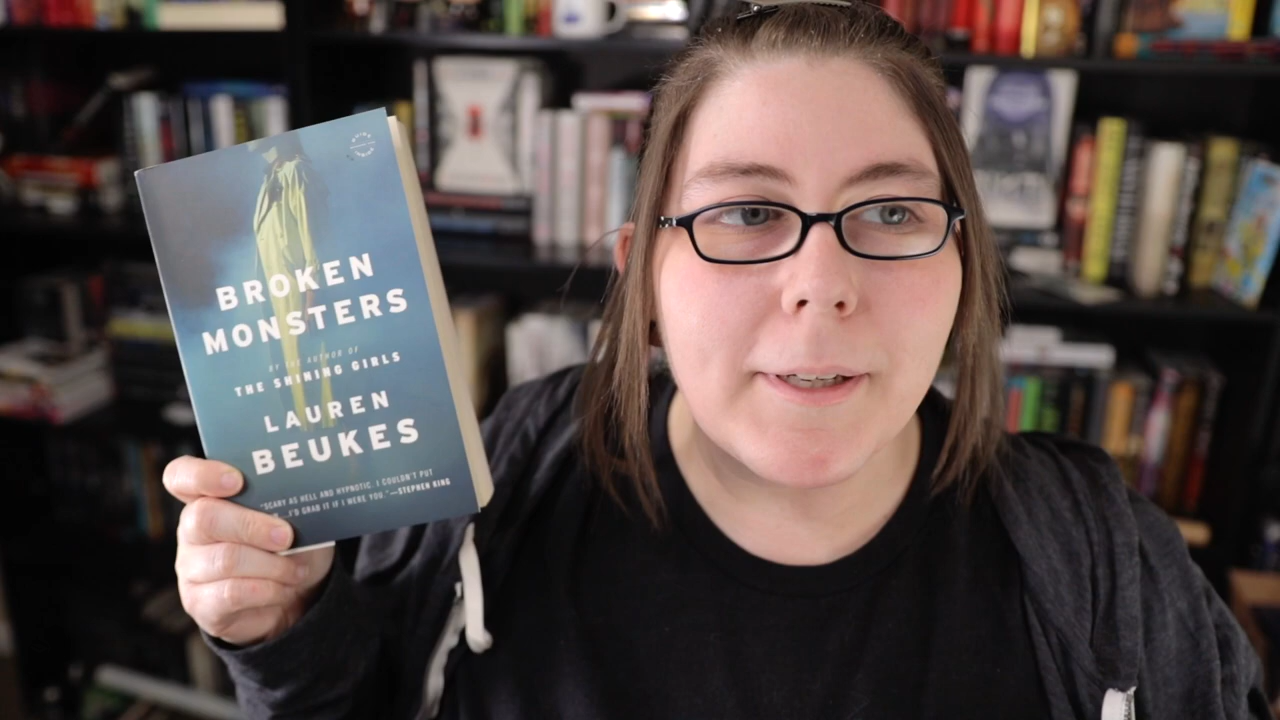 BROKEN
MONSTERS
BY THE AUTHOR OF
THE SHINING GIRLS
LAUREN
BEUKES
"SCARY AS HELL AND HYPNOTIC. I COULDN'T PUT
I'D GRAB IT IF I WERE YOU."—STEPHEN KING